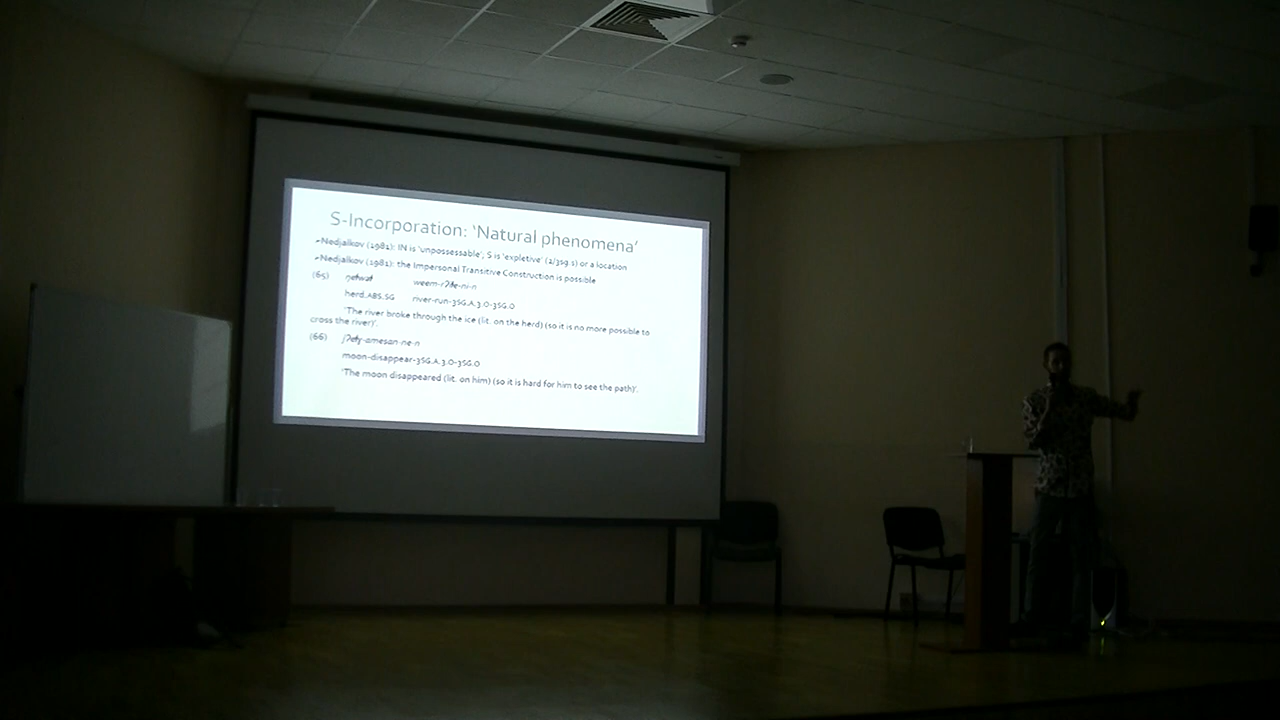 S-Incorporation: ‘Natural phenomena’
Nedjalkov (1981): IN is ‘unpossessable’, S is ‘expletive’ (2/3sg.s) or a location
Nedjalkov (1981): the Impersonal Transitive Construction is possible
(65)
herd.ABS.SG river-run-3SG.A.3.O-3SG.O
‘The river broke through the ice (lit. on the herd) (so it is no more possible to
cross the river)’.
(66)
moon-disappear-3SG.A.3.O-3SG.O
‘The moon disappeared (lit. on him) (so it is hard for him to see the path)’.